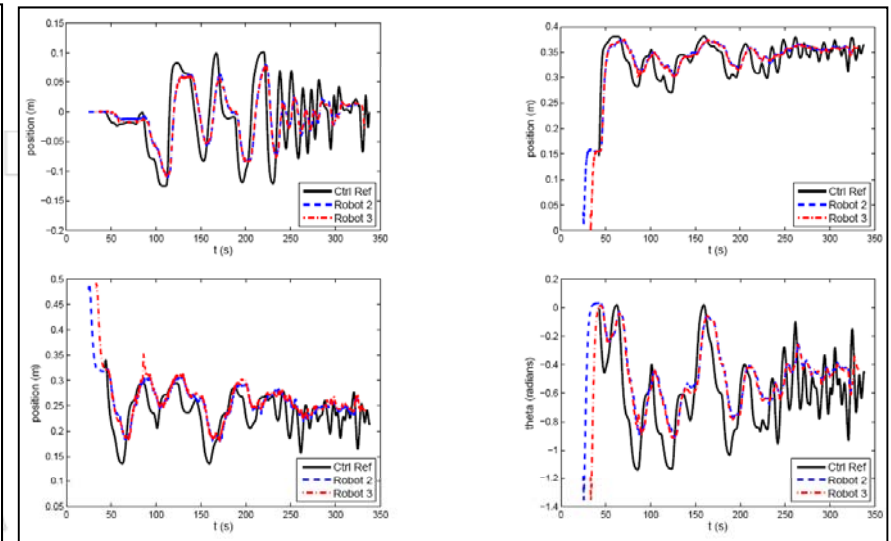 0.15
0.1
0.05
0
-0.05
-0.1
-0.15
-0.2
position (m)
0 50 100 150 200 250 300 350
t (s)
Ctrl Ref
Robot 2
Robot 3
0.4
0.35
0.3
0.25
0.2
0.15
0.1
0.05
0
position (m)
0 50 100 150 200 250 300 350
t (s)
Ctrl Ref
Robot 2
Robot 3
0.5
0.45
0.4
0.35
0.3
0.25
0.2
0.15
0.1
0.05
position (m)
0 50 100 150 200 250 300 350
t (s)
Ctrl Ref
Robot 2
Robot 3
0.2
0
-0.2
-0.4
-0.6
-0.8
-1
-1.2
-1.4
theta (radians)
0 50 100 150 200 250 300 350
t (s)
Ctrl Ref
Robot 2
Robot 3